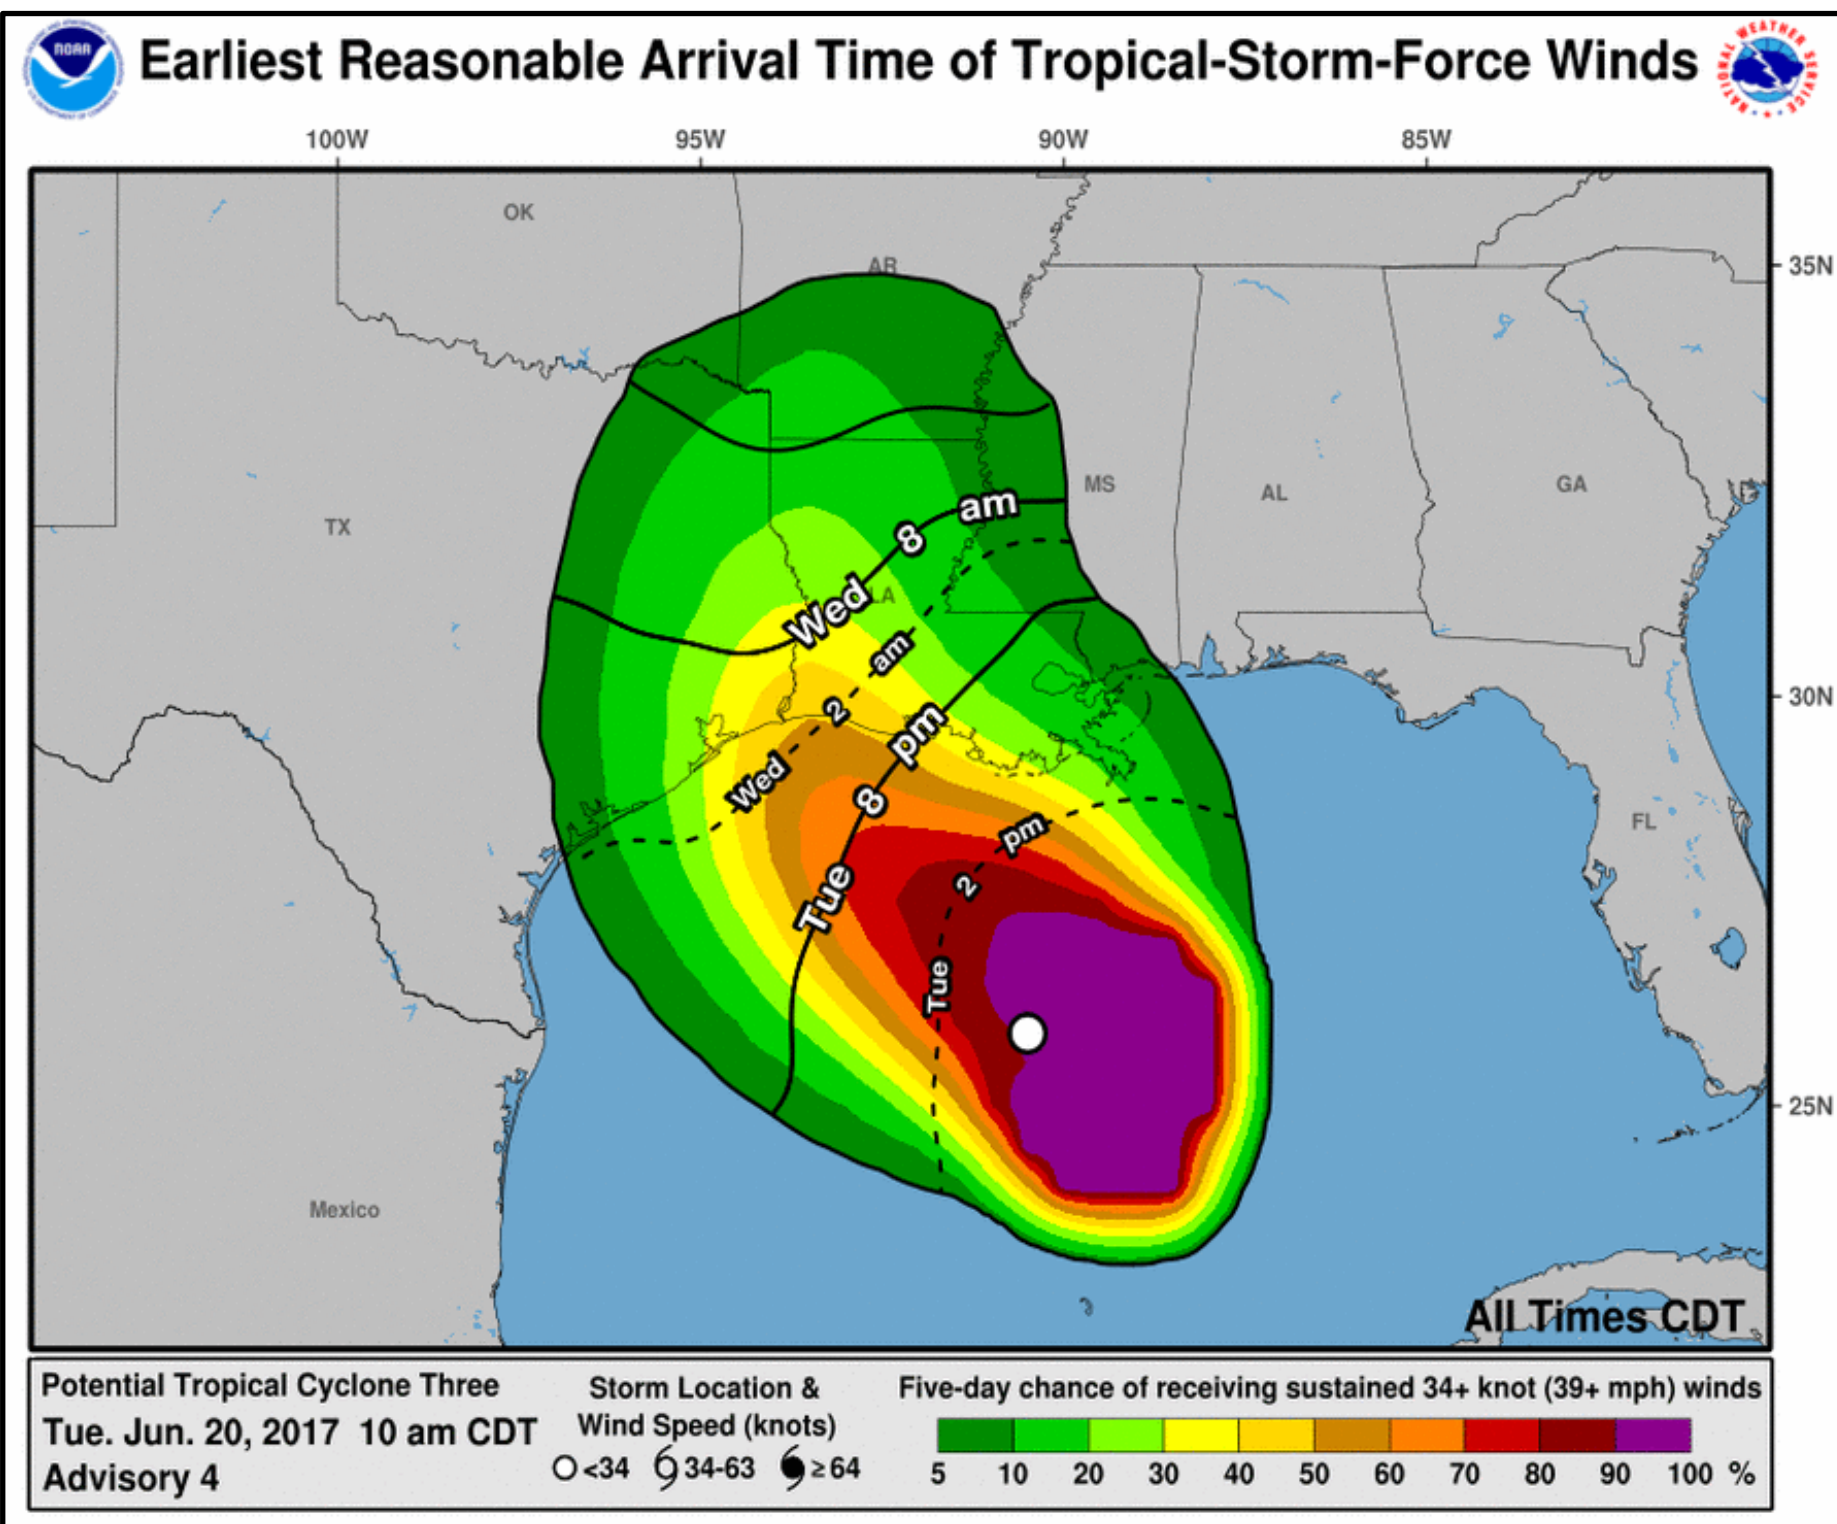 NOAA
Earliest Reasonable Arrival Time of Tropical-Storm-Force Winds
NATIONAL WEATHER SERVICE
100W 95W 90W 85W
OK
AR
35N
TX
MS
AL
GA
LA
Wed 8 am
Wed 2 am
30N
Tue 8 pm
Tue 2 pm
FL
25N
Mexico
All Times CDT
Potential Tropical Cyclone Three
Tue. Jun. 20, 2017 10 am CDT
Advisory 4
Storm Location &
Wind Speed (knots)
<34 34-63 ≥ 64
Five-day chance of receiving sustained 34+ knot (39+ mph) winds
5 10 20 30 40 50 60 70 80 90 100 %